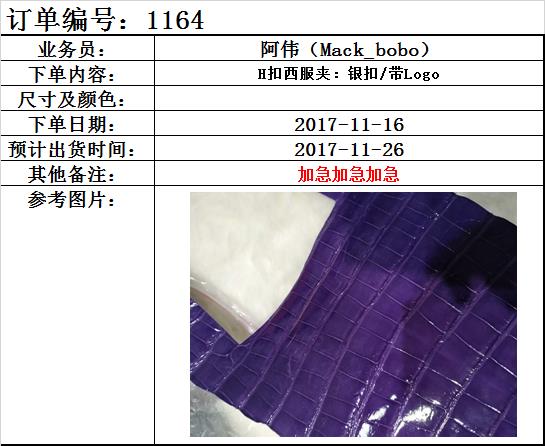 订单编号：1164
业务员： 阿伟（Mack_bobo）
下单内容： H扣西服夹：银扣/带Logo
尺寸及颜色：
下单日期： 2017-11-16
预计出货时间： 2017-11-26
其他备注： 加急加急加急
参考图片：